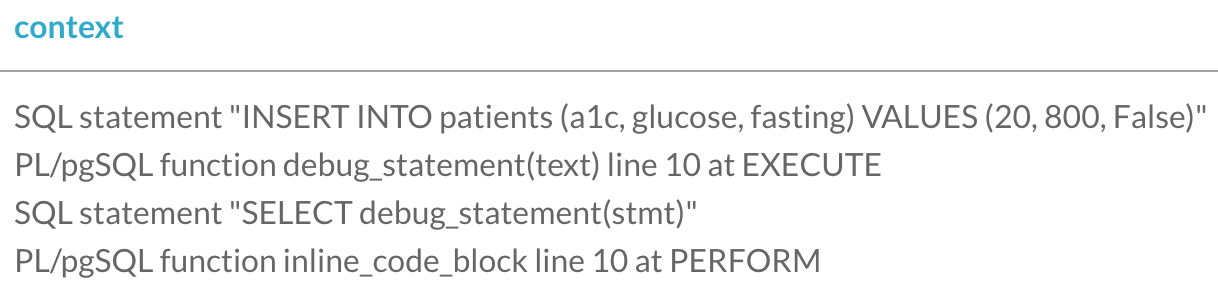 context
SQL statement "INSERT INTO patients (a1c, glucose, fasting) VALUES (20, 800, False)"
PL/pgSQL function debug_statement(text) line 10 at EXECUTE
SQL statement "SELECT debug_statement(stmt)"
PL/pgSQL function inline_code_block line 10 at PERFORM